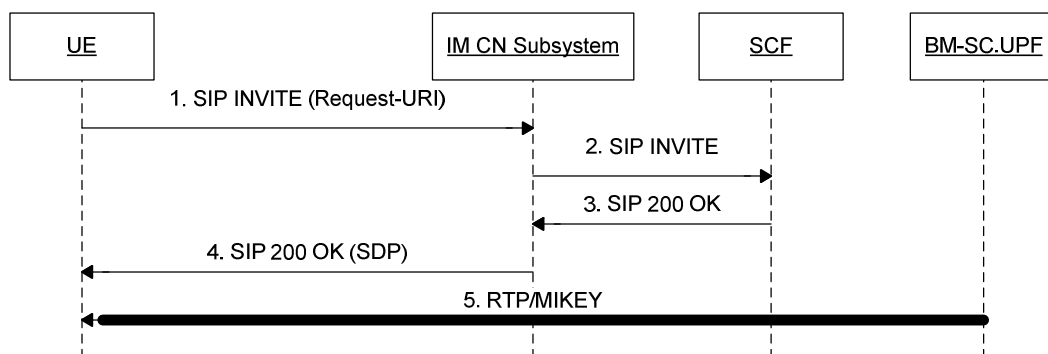 UE
IM CN Subsystem
SCF
BM-SC.UPF
1. SIP INVITE (Request-URI)
2. SIP INVITE
3. SIP 200 OK
4. SIP 200 OK (SDP)
5. RTP/MIKEY